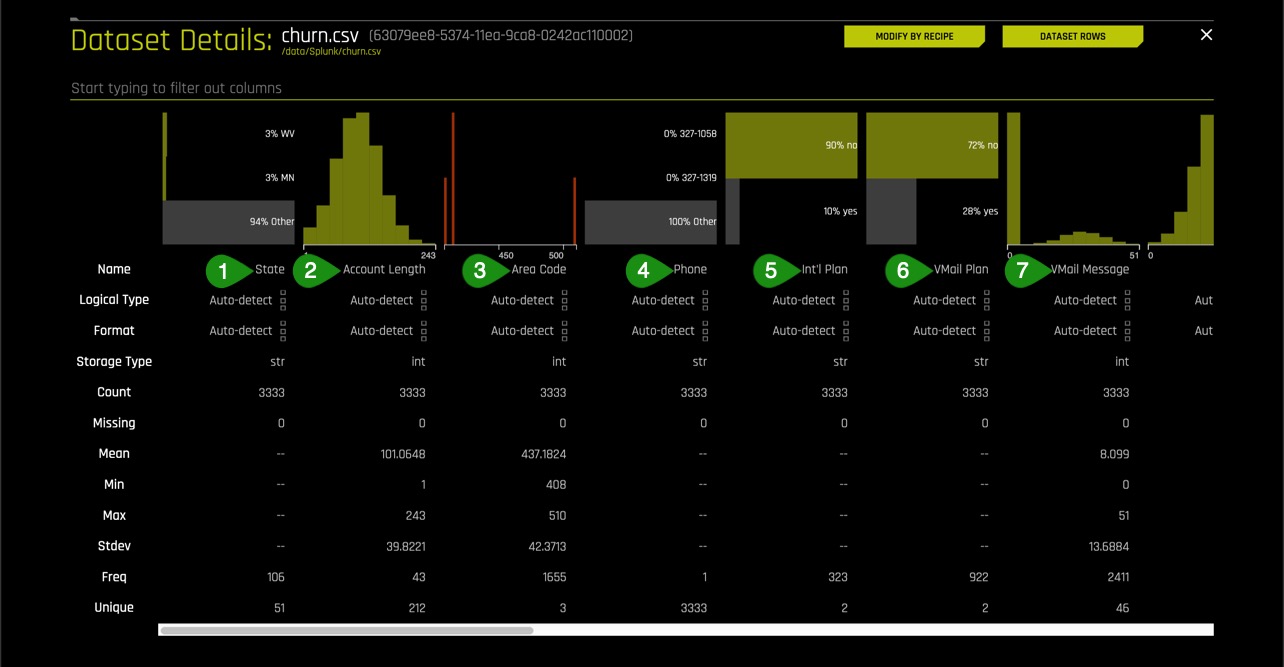 Dataset Details: churn.csv (63079ee8-5374-11ea-9ca8-0242ac110002) MODIFY BY RECIPE DATASET ROWS
/data/Splunk/churn.csv
Start typing to filter out columns
3% WV 0% 327-1058 90% no 72% no
3% MN 0% 327-1319
94% Other 100% Other 10% yes 28% yes
243 450 500 0 51 0
Name 1 State 2 Account Length 3 Area Code 4 Phone 5 Int'l Plan 6 VMail Plan 7 VMail Message
Logical Type Auto-detect Auto-detect Auto-detect Auto-detect Auto-detect Auto-detect Auto-detect Aut
Format Auto-detect Auto-detect Auto-detect Auto-detect Auto-detect Auto-detect Auto-detect Aut
Storage Type str int int str str str int
Count 3333 3333 3333 3333 3333 3333 3333
Missing 0 0 0 0 0 0 0
Mean -- 101.0648 437.1824 -- -- -- 8.099
Min -- 1 408 -- -- -- 0
Max -- 243 510 -- -- -- 51
Stdev -- 39.8221 42.3713 -- -- -- 13.6884
Freq 106 43 1655 1 323 922 2411
Unique 51 212 3 3333 2 2 46